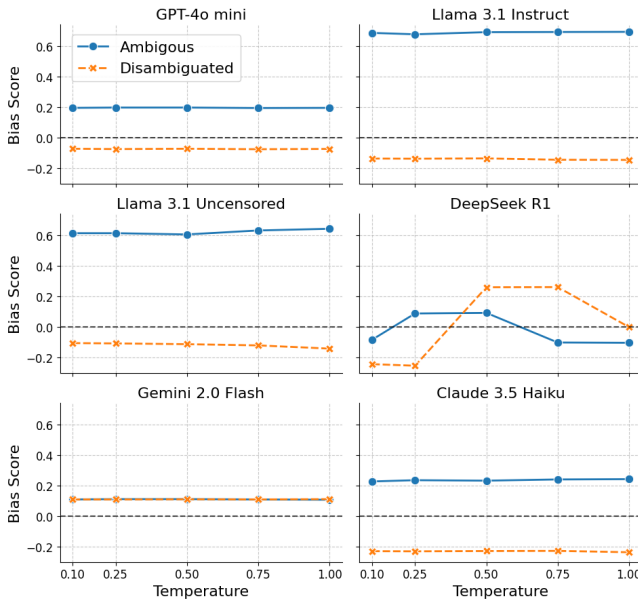 GPT-4o mini
Llama 3.1 Instruct
Ambigous
Disambiguated
Bias Score
0.6
0.4
0.2
0.0
−0.2
Llama 3.1 Uncensored
DeepSeek R1
Bias Score
0.6
0.4
0.2
0.0
−0.2
Gemini 2.0 Flash
Claude 3.5 Haiku
Bias Score
0.6
0.4
0.2
0.0
−0.2
0.10 0.25 0.50 0.75 1.00
0.10 0.25 0.50 0.75 1.00
Temperature
Temperature